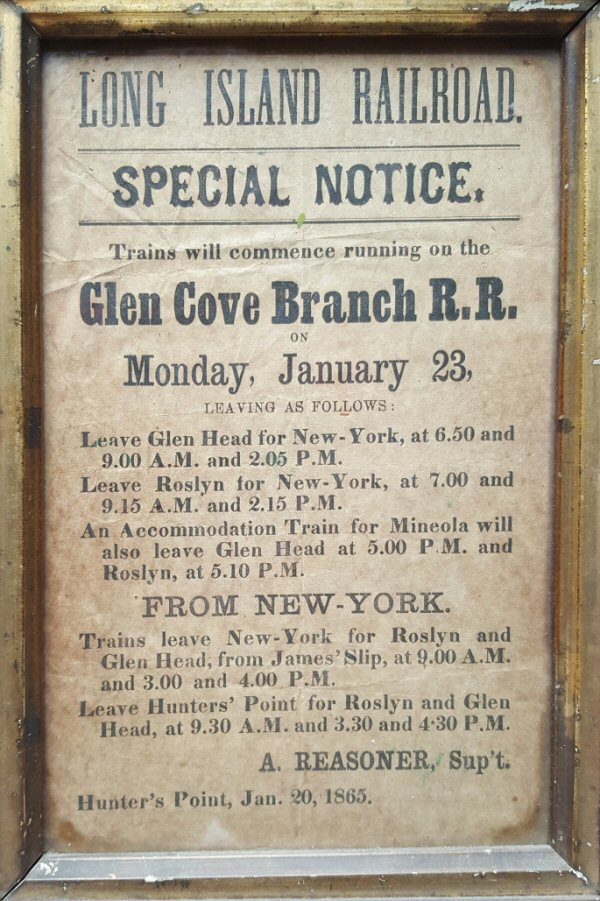 LONG ISLAND RAILROAD.
SPECIAL NOTICE.
Trains will commence running on the
Glen Cove Branch R.R.
ON
Monday, January 23,
LEAVING AS FOLLOWS:
Leave Glen Head for New-York, at 6.50 and
9.00 A.M. and 2.05 P.M.
Leave Roslyn for New-York, at 7.00 and
9.15 A.M. and 2.15 P.M.
An Accommodation Train for Mineola will
also leave Glen Head at 5.00 P.M. and
Roslyn, at 5.10 P.M.
FROM NEW-YORK.
Trains leave New-York for Roslyn and
Glen Head, from James' Slip, at 9.00 A.M.
and 3.00 and 4.00 P.M.
Leave Hunters' Point for Roslyn and Glen
Head, at 9.30 A.M. and 3.30 and 4·30 P.M.
A. REASONER, Sup't.
Hunter's Point, Jan. 20, 1865.